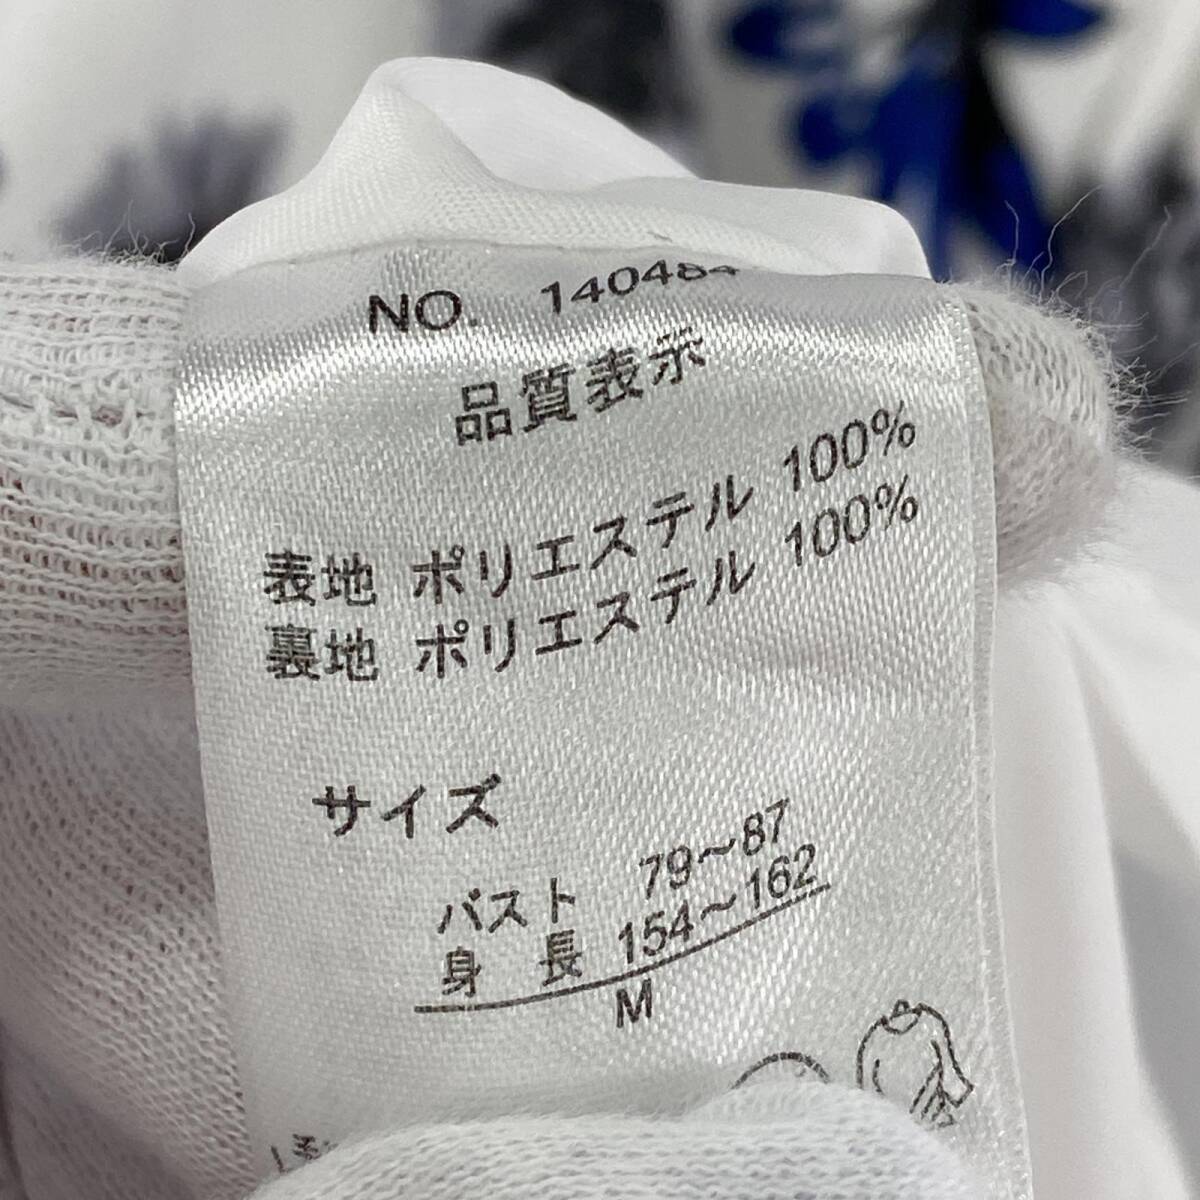 NO. 140484
品質表示
表地 ポリエステル 100%
裏地 ポリエステル 100%
サイズ
バスト 79~87
身 長 154~162
M